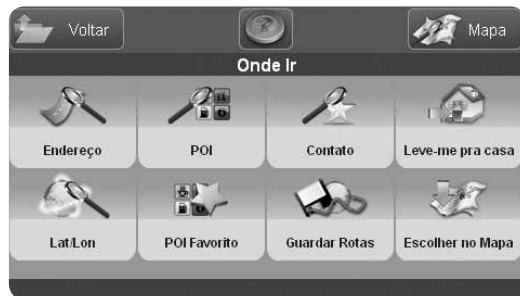 Voltar
Mapa
Onde Ir
Endereço
POI
Contato
Leve-me pra casa
Lat/Lon
POI Favorito
Guardar Rotas
Escolher no Mapa